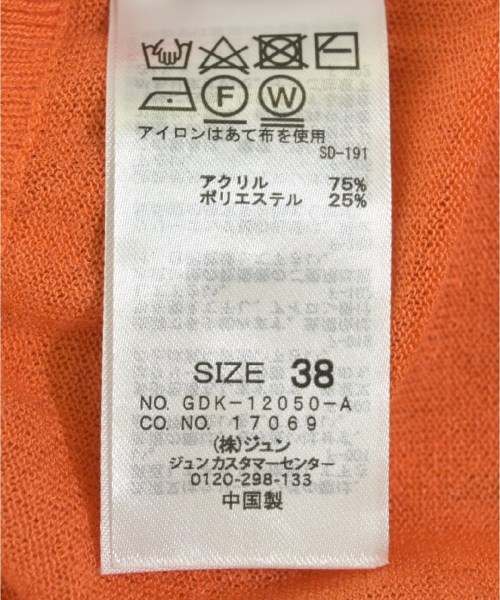 F W
アイロンはあて布を使用
SD-191
アクリル 75%
ポリエステル 25%
SIZE 38
NO. GDK-12050-A
CO. NO. 17069
(株)ジュン
ジュンカスタマーセンター
0120-298-133
中国製